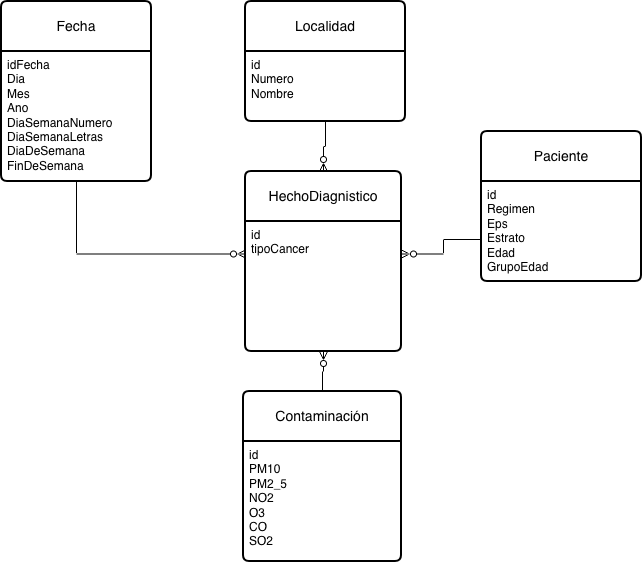 Fecha
idFecha
Dia
Mes
Ano
DiaSemanaNumero
DiaSemanaLetras
DiaDeSemana
FinDeSemana
Localidad
id
Numero
Nombre
Paciente
id
Regimen
Eps
Estrato
Edad
GrupoEdad
HechoDiagnistico
id
tipoCancer
Contaminación
id
PM10
PM2_5
NO2
O3
CO
SO2